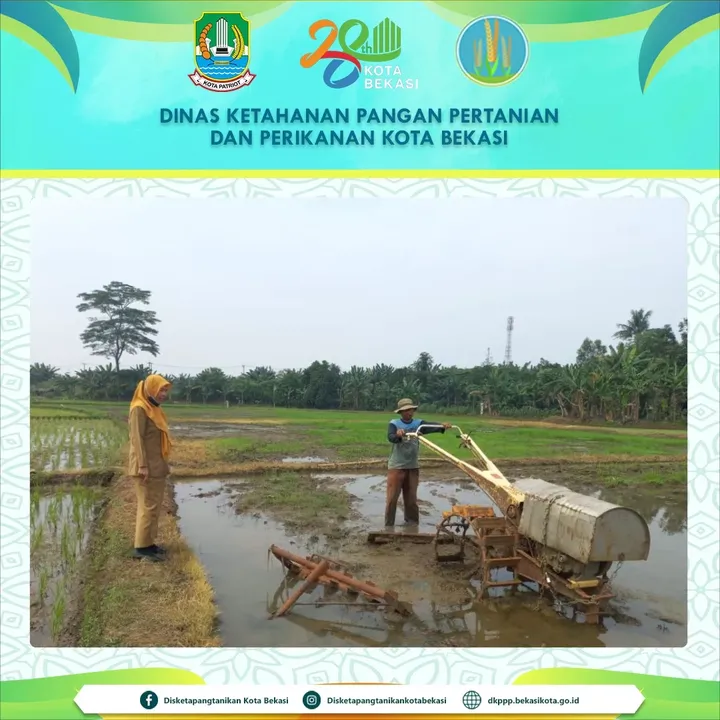 KOTA PATRIOT
28th
KOTA
BEKASI
DINAS KETAHANAN PANGAN PERTANIAN
DAN PERIKANAN KOTA BEKASI
Disketapangtanikan Kota Bekasi
Disketapangtanikankotabekasi
dkppp.bekasikota.go.id